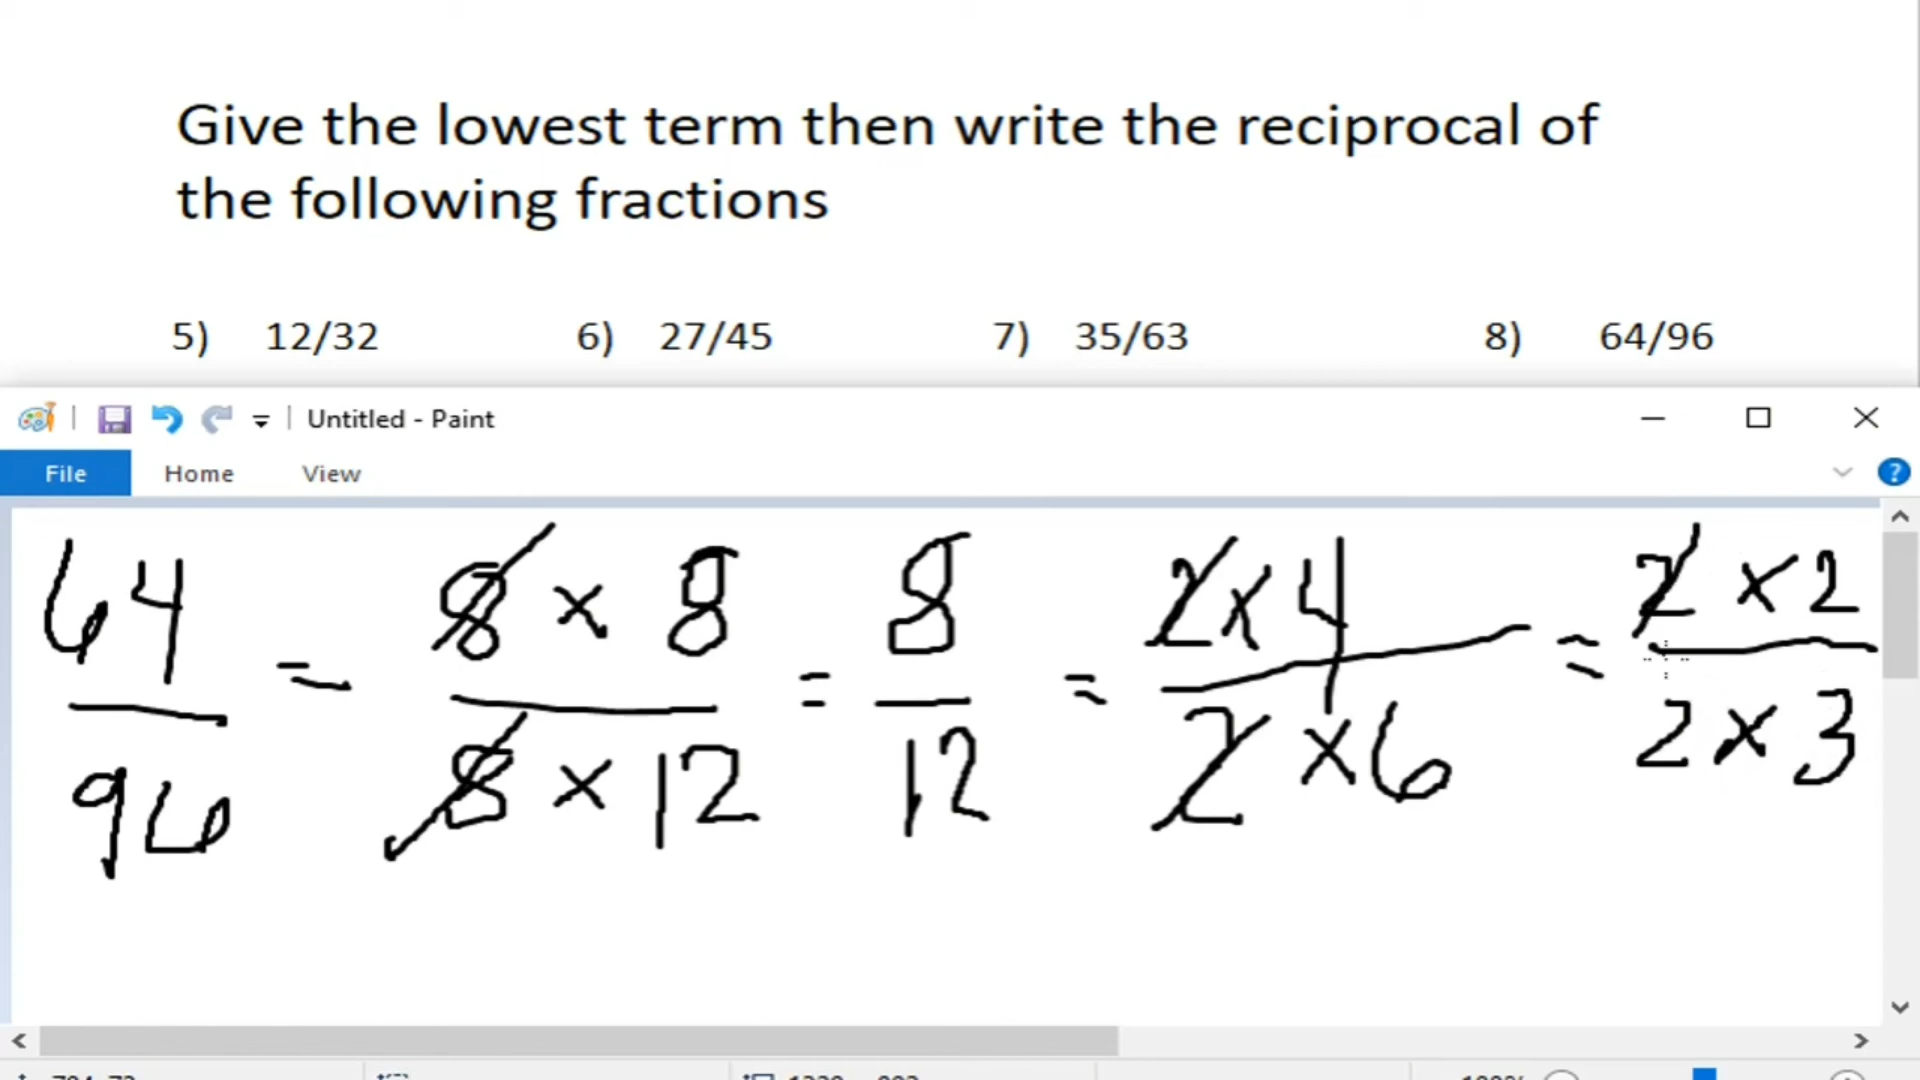 Give the lowest term then write the reciprocal of
the following fractions
5) 12/32 6) 27/45 7) 35/63 8) 64/96
Untitled - Paint
File Home View
64 8 × 8 8 2 × 4 2 × 2
= = = =
96 8 × 12 12 2 × 6 2 × 3